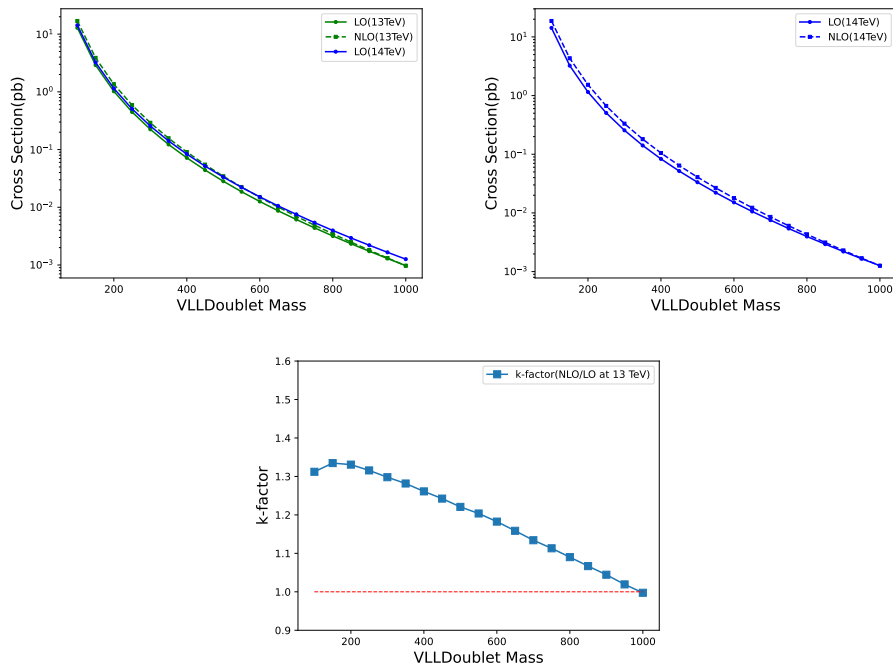 LO(13TeV)
NLO(13TeV)
LO(14TeV)
Cross Section(pb)
10¹
10⁰
10⁻¹
10⁻²
10⁻³
200 400 600 800 1000
VLLDoublet Mass
LO(14TeV)
NLO(14TeV)
Cross Section(pb)
10¹
10⁰
10⁻¹
10⁻²
10⁻³
200 400 600 800 1000
VLLDoublet Mass
k-factor(NLO/LO at 13 TeV)
k-factor
1.6
1.5
1.4
1.3
1.2
1.1
1.0
0.9
200 400 600 800 1000
VLLDoublet Mass